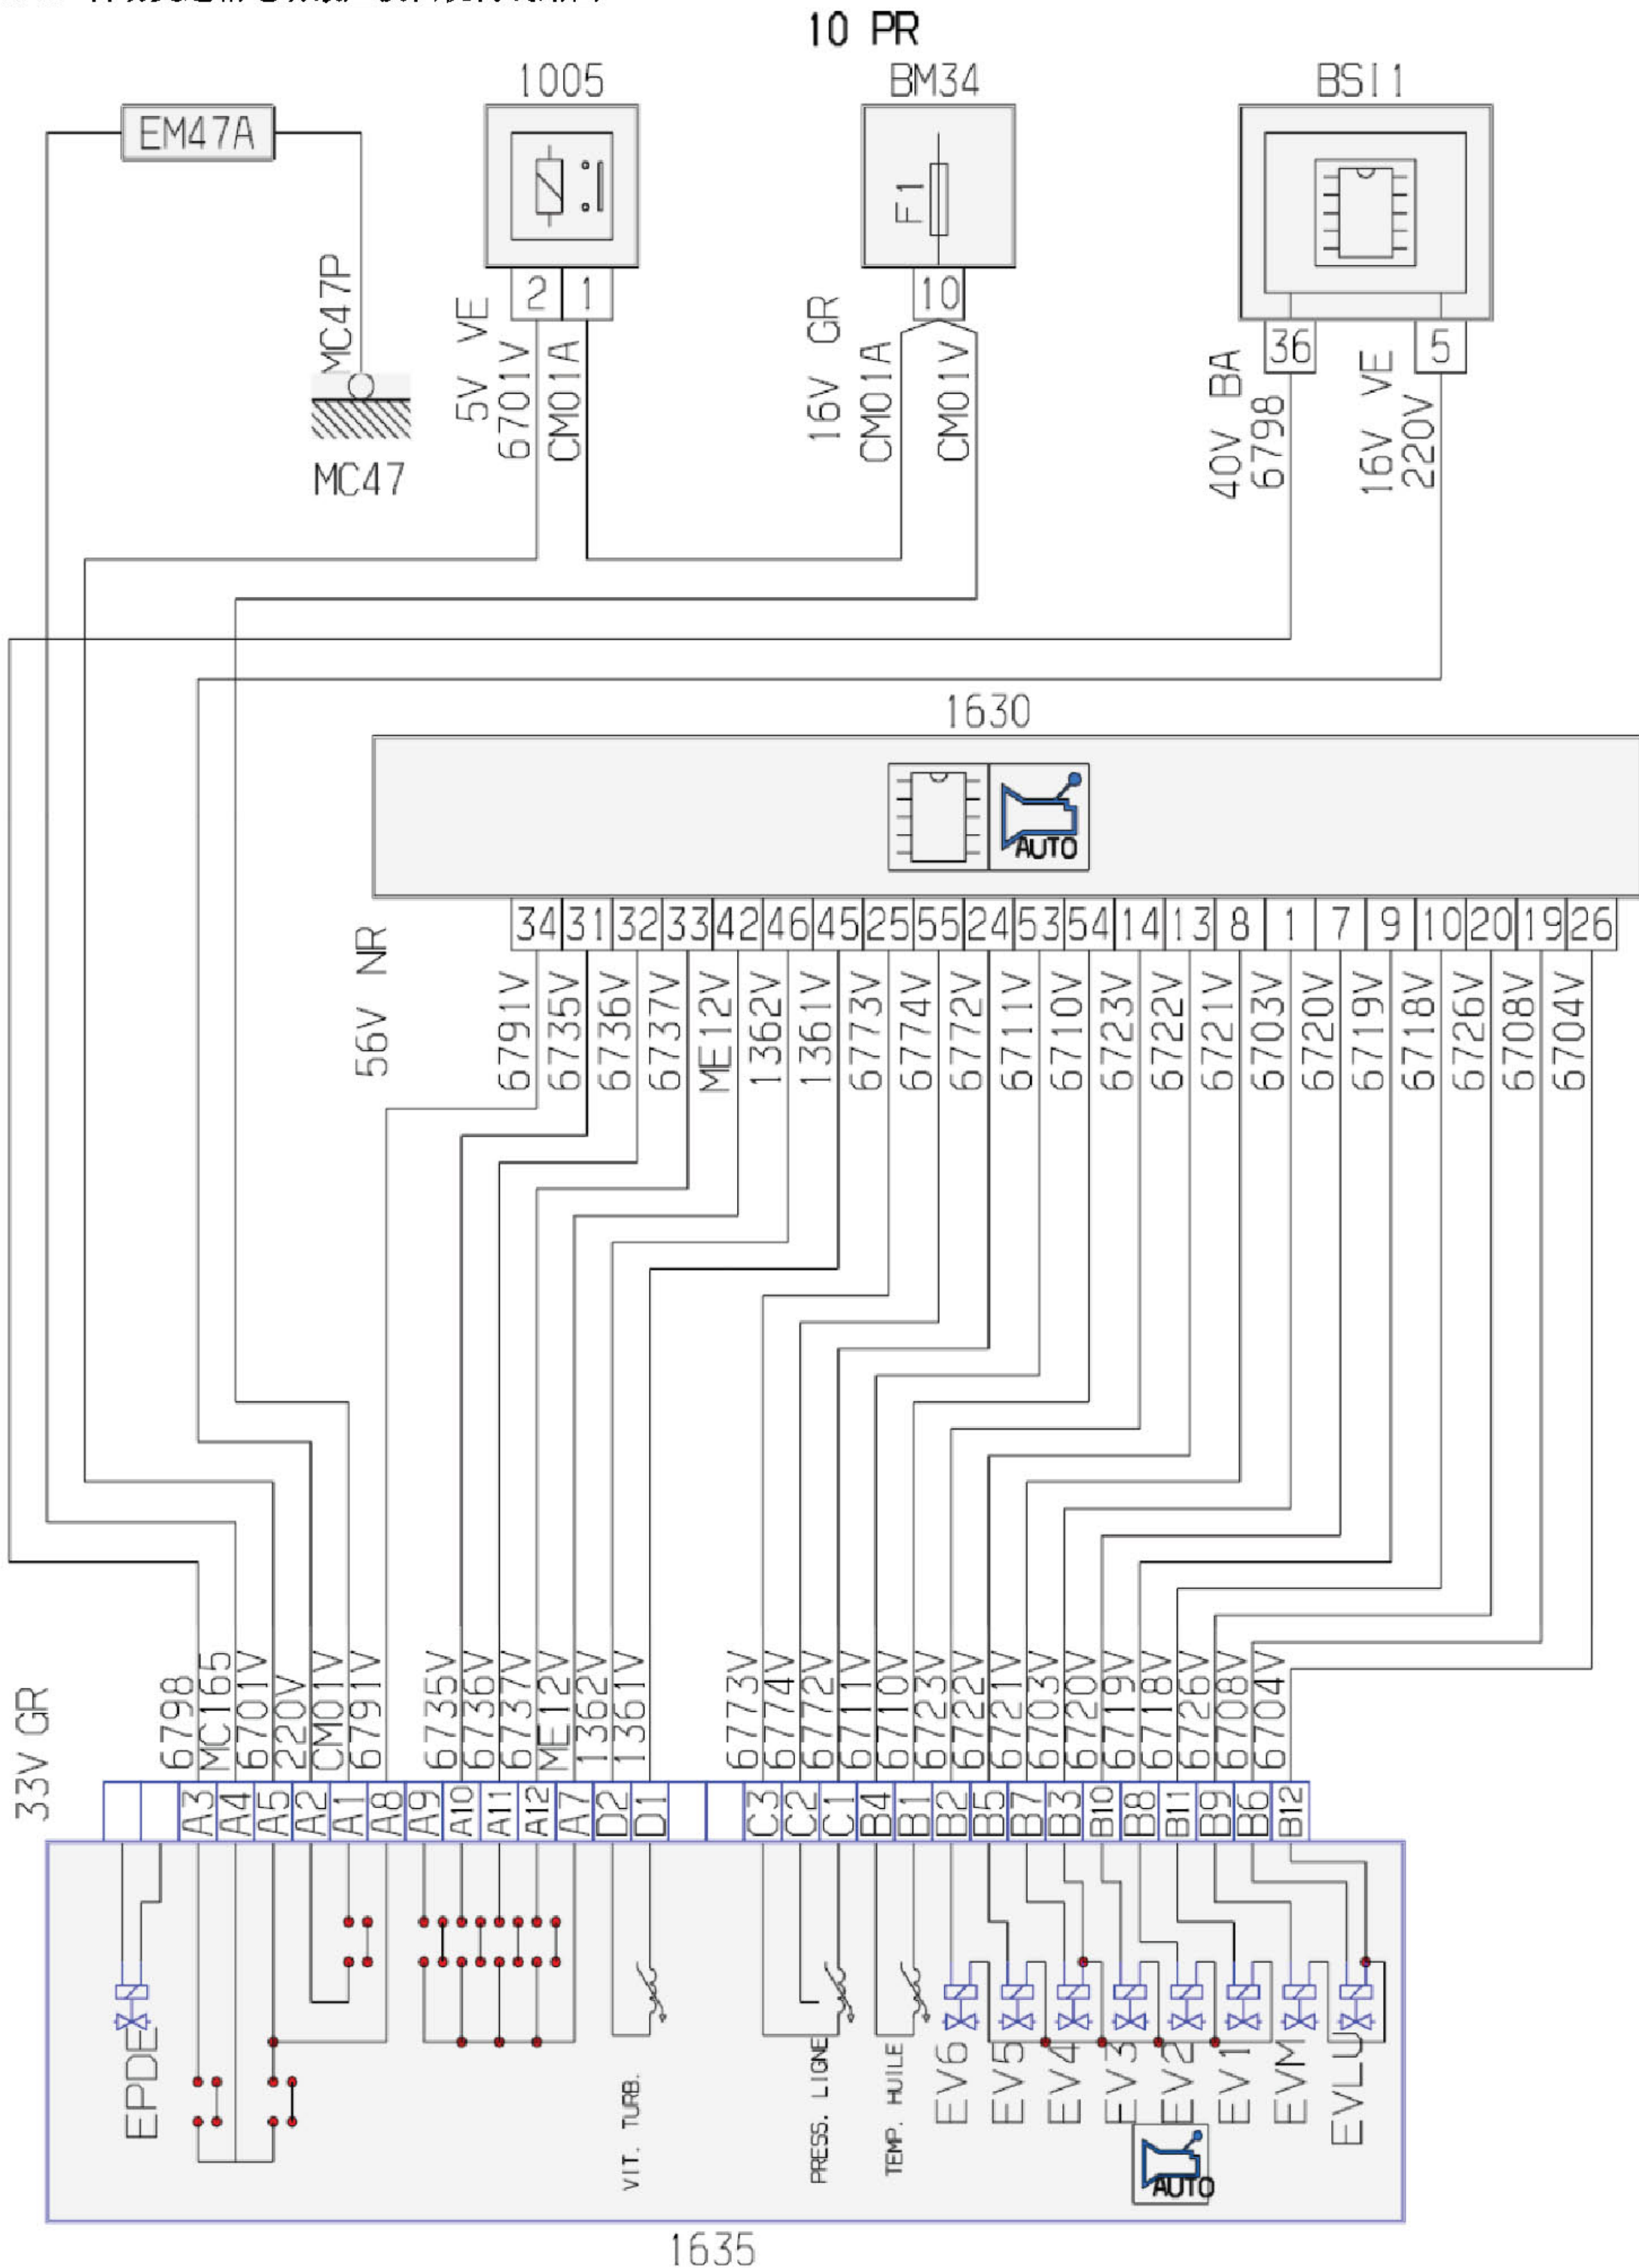 10 PR
1005
BM34
BSI1
EM47A
F1
2
1
10
36
5
MC47P
MC47
5V VE
6701V
CM01A
16V GR
CM01A
CM01V
40V BA
6798
16V VE
220V
1630
AUTO
34 31 32 33 42 46 45 25 55 24 53 54 14 13 8 1 7 9 10 20 19 26
56V NR
6791V
6735V
6736V
6737V
ME12V
1362V
1361V
6773V
6774V
6772V
6711V
6710V
6723V
6722V
6721V
6703V
6720V
6719V
6718V
6726V
6708V
6704V
33V GR
6798
MC165
6701V
220V
CM01V
6791V
6735V
6736V
6737V
ME12V
1362V
1361V
6773V
6774V
6772V
6711V
6710V
6723V
6722V
6721V
6703V
6720V
6719V
6718V
6726V
6708V
6704V
A3 A4 A5 A2 A1 A8 A9 A10 A11 A12 A7 D2 D1 C3 C2 C1 B4 B1 B2 B5 B7 B3 B10 B8 B11 B9 B6 B12
EPDE
VIT. TURB.
PRESS. LIGNE
TEMP. HUILE
EV6
EV5
EV4
EV3
EV2
EV1
EVM
EVLU
AUTO
1635